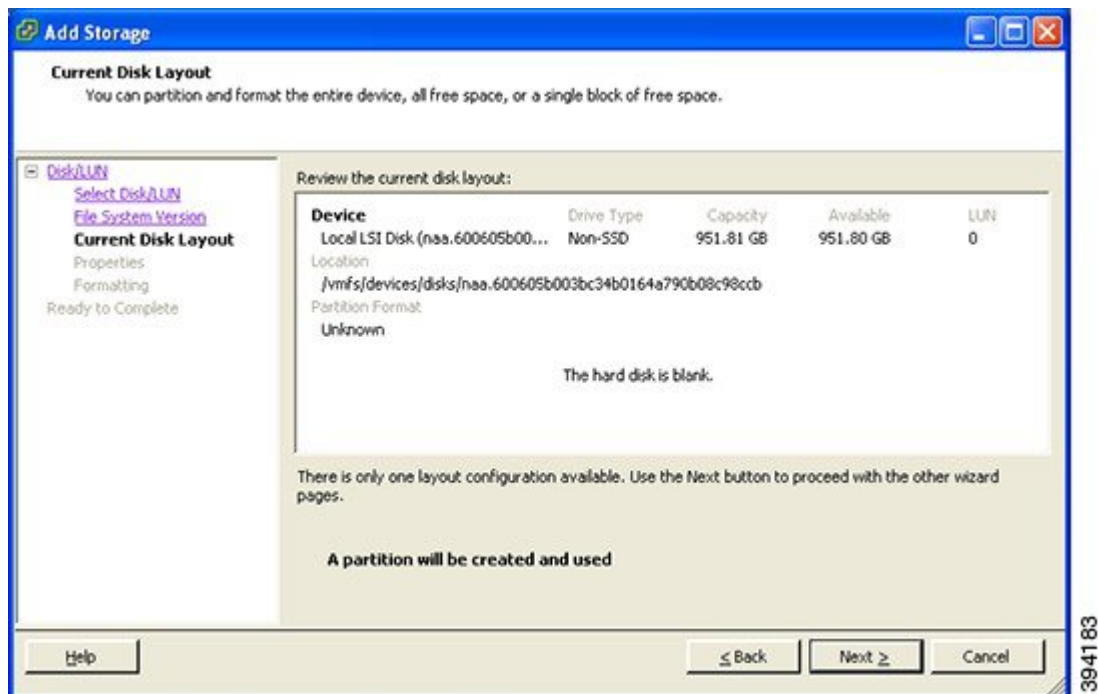 Add Storage
Current Disk Layout
You can partition and format the entire device, all free space, or a single block of free space.
Disk/LUN
Select Disk/LUN
File System Version
Current Disk Layout
Properties
Formatting
Ready to Complete
Review the current disk layout:
Device Drive Type Capacity Available LUN
Local LSI Disk (naa.600605b00... Non-SSD 951.81 GB 951.80 GB 0
Location
/vmfs/devices/disks/naa.600605b003bc34b0164a790b08c98ccb
Partition Format
Unknown
The hard disk is blank.
There is only one layout configuration available. Use the Next button to proceed with the other wizard
pages.
A partition will be created and used
Help ≤ Back Next ≥ Cancel
394183